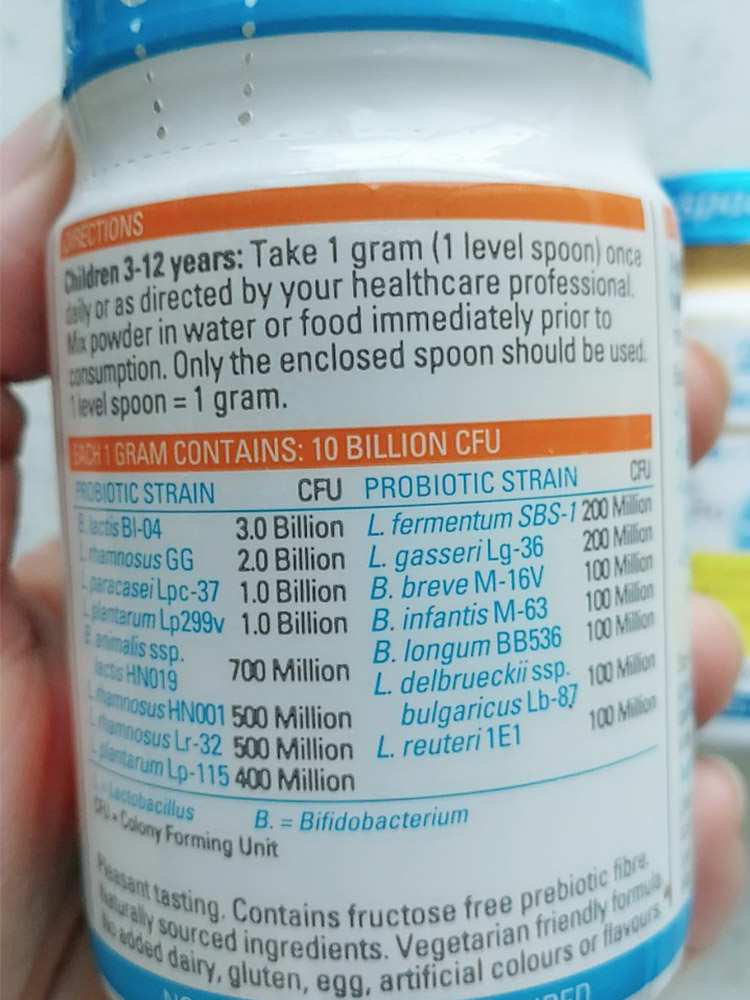 DIRECTIONS
Children 3-12 years: Take 1 gram (1 level spoon) once
daily or as directed by your healthcare professional.
Mix powder in water or food immediately prior to
consumption. Only the enclosed spoon should be used.
1 level spoon = 1 gram.
EACH 1 GRAM CONTAINS: 10 BILLION CFU
PROBIOTIC STRAIN CFU
B. lactis Bl-04 3.0 Billion
L. rhamnosus GG 2.0 Billion
L. paracasei Lpc-37 1.0 Billion
L. plantarum Lp299v 1.0 Billion
B. animalis ssp.
lactis HN019 700 Million
L. rhamnosus HN001 500 Million
L. rhamnosus Lr-32 500 Million
L. plantarum Lp-115 400 Million
PROBIOTIC STRAIN CFU
L. fermentum SBS-1 200 Million
L. gasseri Lg-36 200 Million
B. breve M-16V 100 Million
B. infantis M-63 100 Million
B. longum BB536 100 Million
L. delbrueckii ssp.
bulgaricus Lb-87 100 Million
L. reuteri 1E1 100 Million
L. = Lactobacillus B. = Bifidobacterium
CFU = Colony Forming Unit
Pleasant tasting. Contains fructose free prebiotic fibre.
Naturally sourced ingredients. Vegetarian friendly formula.
No added dairy, gluten, egg, artificial colours or flavours.